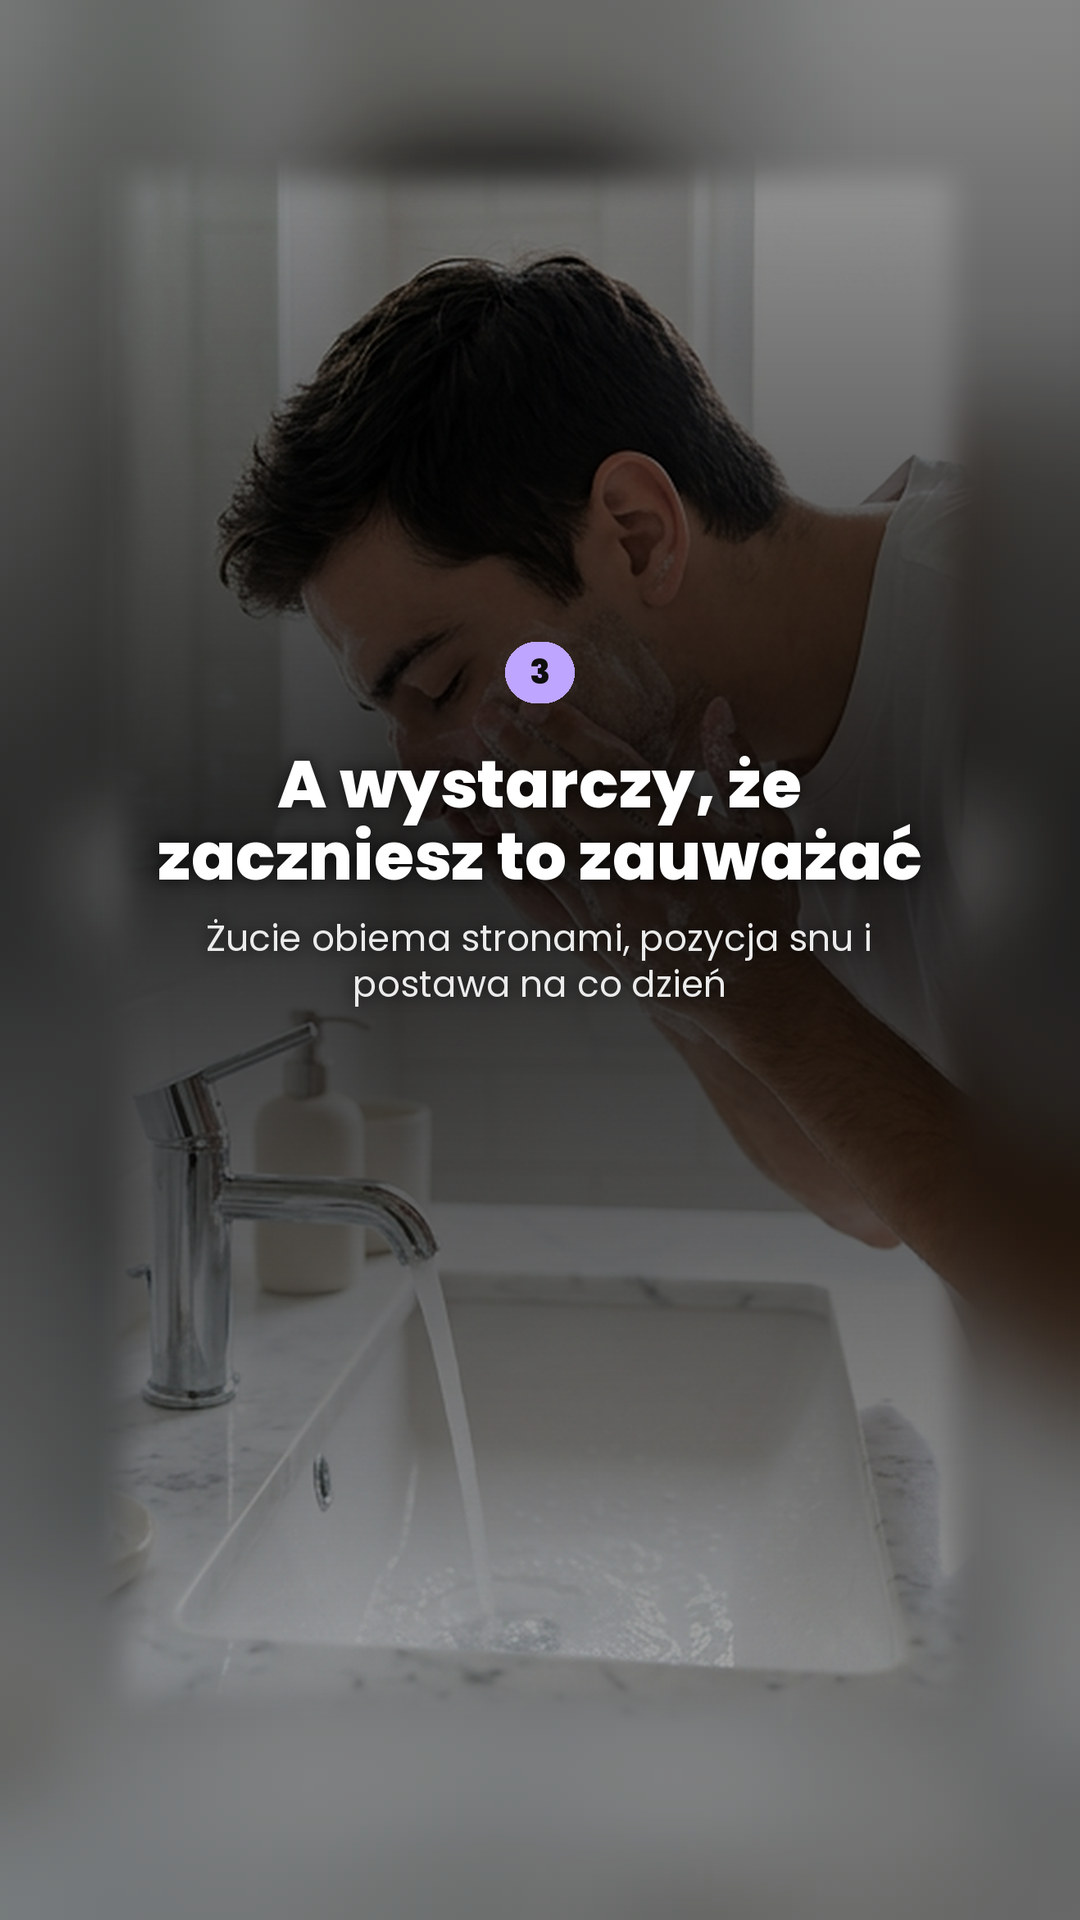 3
A wystarczy, że
zaczniesz to zauważać
Żucie obiema stronami, pozycja snu i
postawa na co dzień